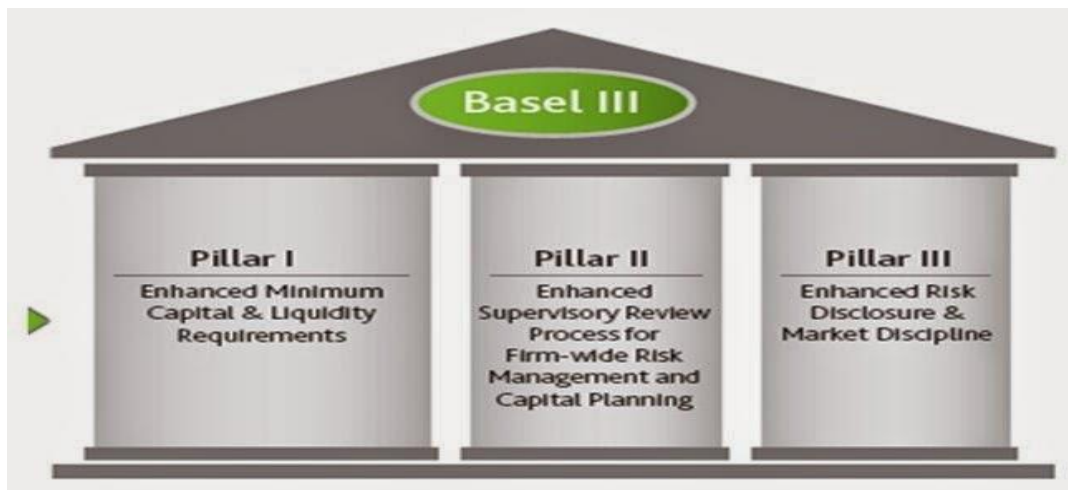 Basel III
Pillar I
Enhanced Minimum
Capital & Liquidity
Requirements
Pillar II
Enhanced
Supervisory Review
Process for
Firm-wide Risk
Management and
Capital Planning
Pillar III
Enhanced Risk
Disclosure &
Market Discipline